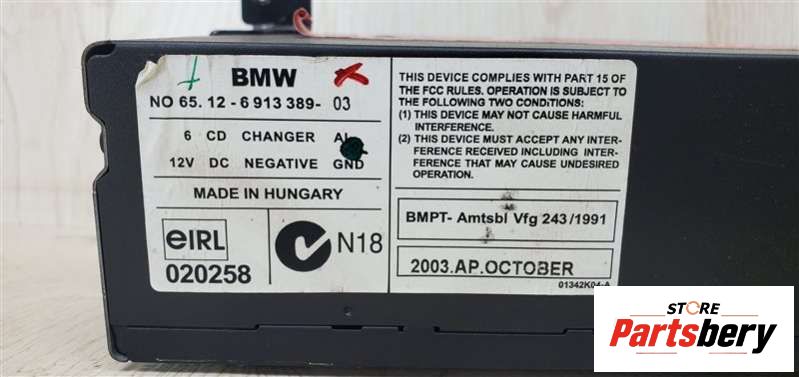 BMW
NO 65. 12 - 6 913 389- 03
6 CD CHANGER
12V DC NEGATIVE GND
MADE IN HUNGARY
eIRL
020258
N18
THIS DEVICE COMPLIES WITH PART 15 OF
THE FCC RULES. OPERATION IS SUBJECT TO
THE FOLLOWING TWO CONDITIONS:
(1) THIS DEVICE MAY NOT CAUSE HARMFUL
INTERFERENCE.
(2) THIS DEVICE MUST ACCEPT ANY INTER-
FERENCE RECEIVED INCLUDING INTER-
FERENCE THAT MAY CAUSE UNDESIRED
OPERATION.
BMPT- Amtsbl Vfg 243/1991
2003.AP.OCTOBER
01342K04-A
STORE
Partsbery